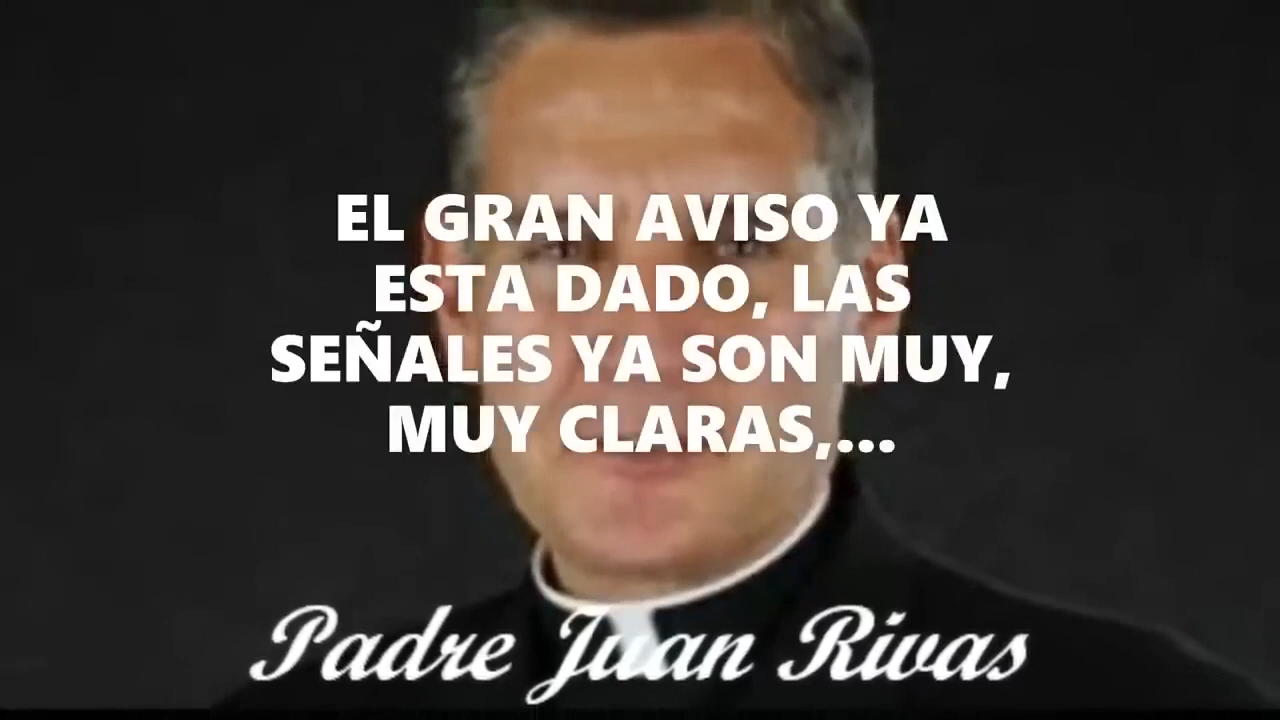 EL GRAN AVISO YA
ESTA DADO, LAS
SEÑALES YA SON MUY,
MUY CLARAS,...
Padre Juan Rivas